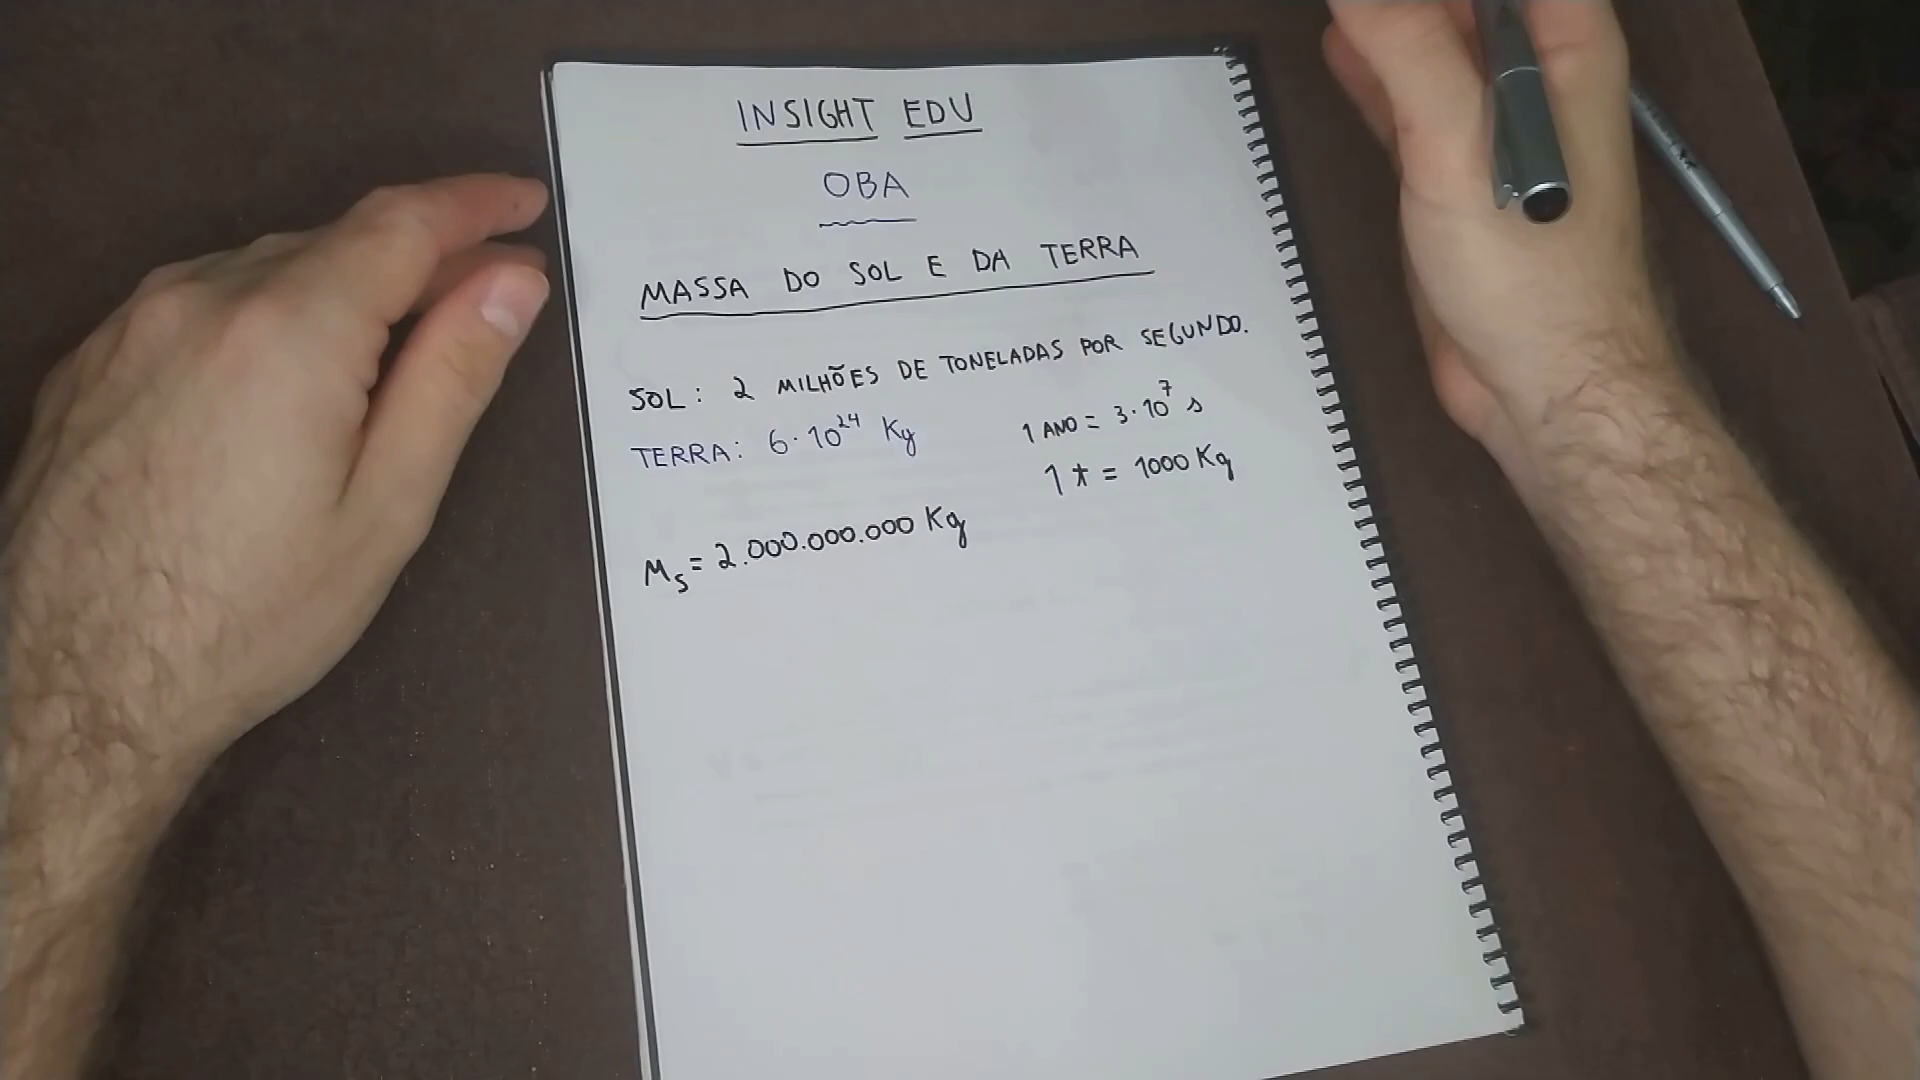 INSIGHT EDU
OBA
MASSA DO SOL E DA TERRA
SOL: 2 MILHÕES DE TONELADAS POR SEGUNDO.
TERRA: 6·10²⁴ Kg
1 ANO = 3·10⁷ s
1 t = 1000 Kg
Ms = 2.000.000.000 Kg